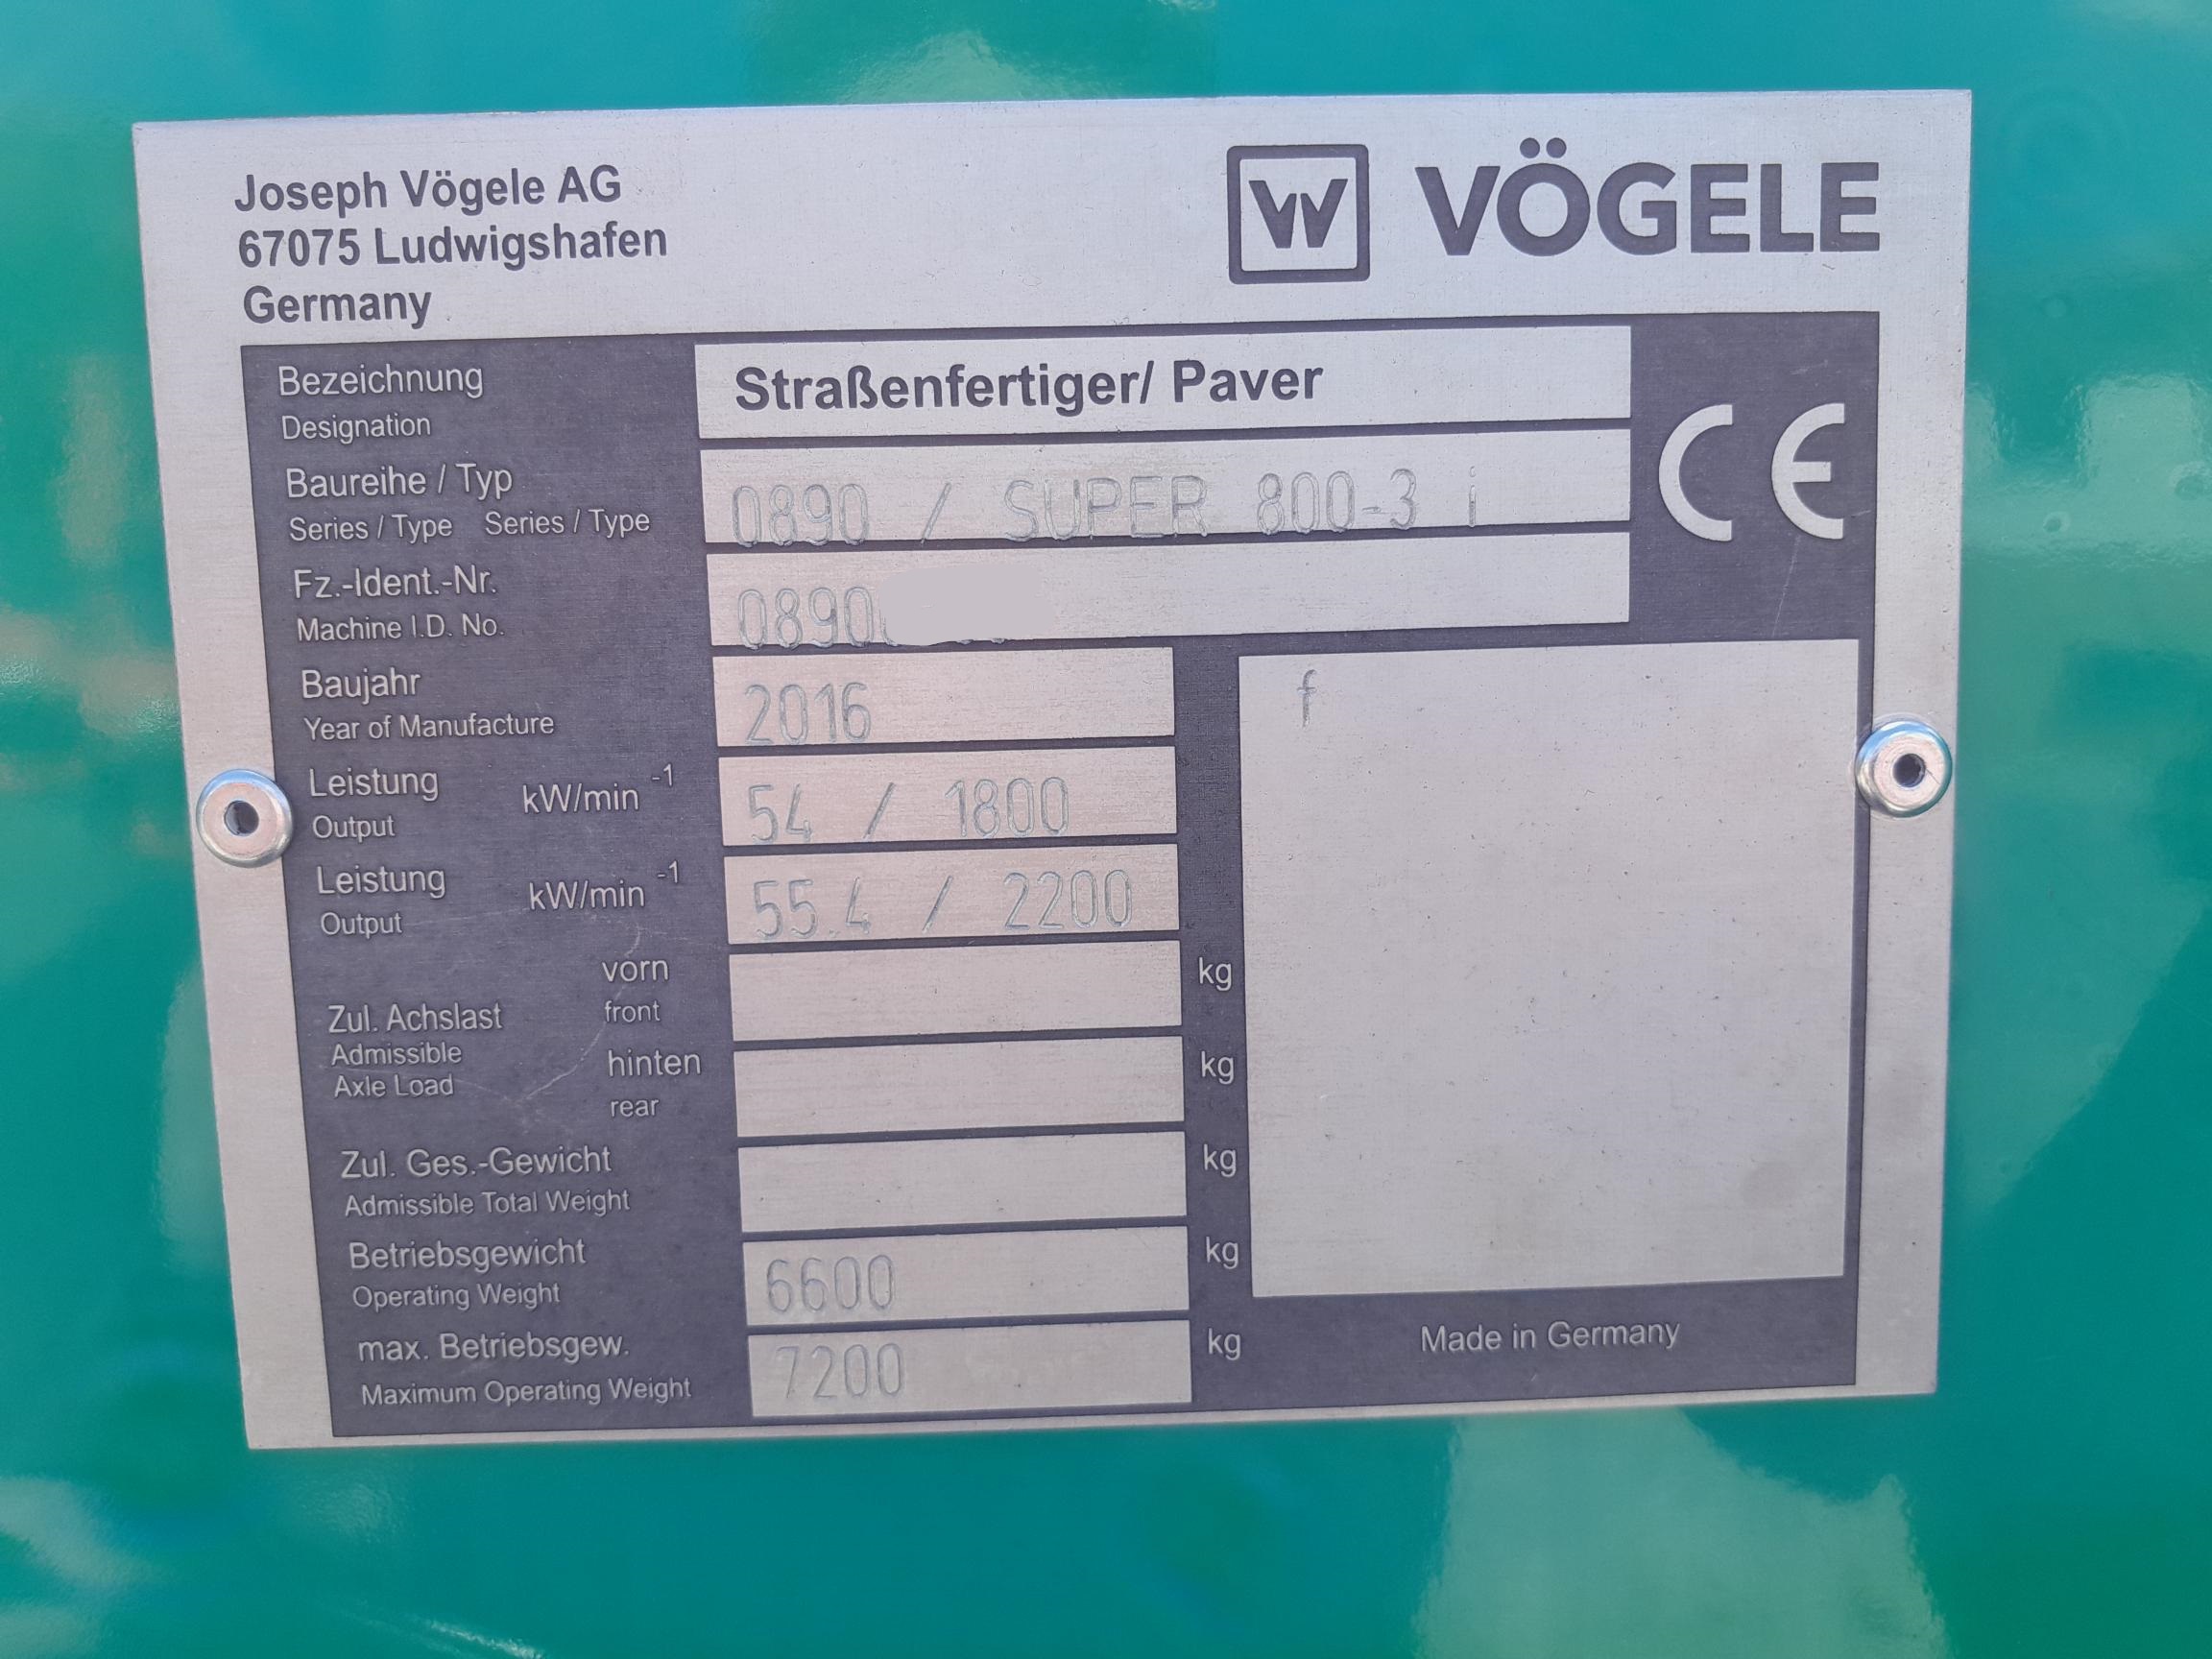 Joseph Vögele AG
67075 Ludwigshafen
Germany
W VÖGELE
Bezeichnung
Designation
Straßenfertiger/ Paver
CE
Baureihe / Typ
Series / Type Series / Type
0890 / SUPER 800-3 i
Fz.-Ident.-Nr.
Machine I.D. No.
0890
Baujahr
Year of Manufacture
2016
f
Leistung kW/min -1
Output
54 / 1800
Leistung kW/min -1
Output
55.4 / 2200
Zul. Achslast
Admissible
Axle Load
vorn
front
kg
hinten
rear
kg
Zul. Ges.-Gewicht
Admissible Total Weight
kg
Betriebsgewicht
Operating Weight
6600 kg
max. Betriebsgew.
Maximum Operating Weight
7200 kg
Made in Germany